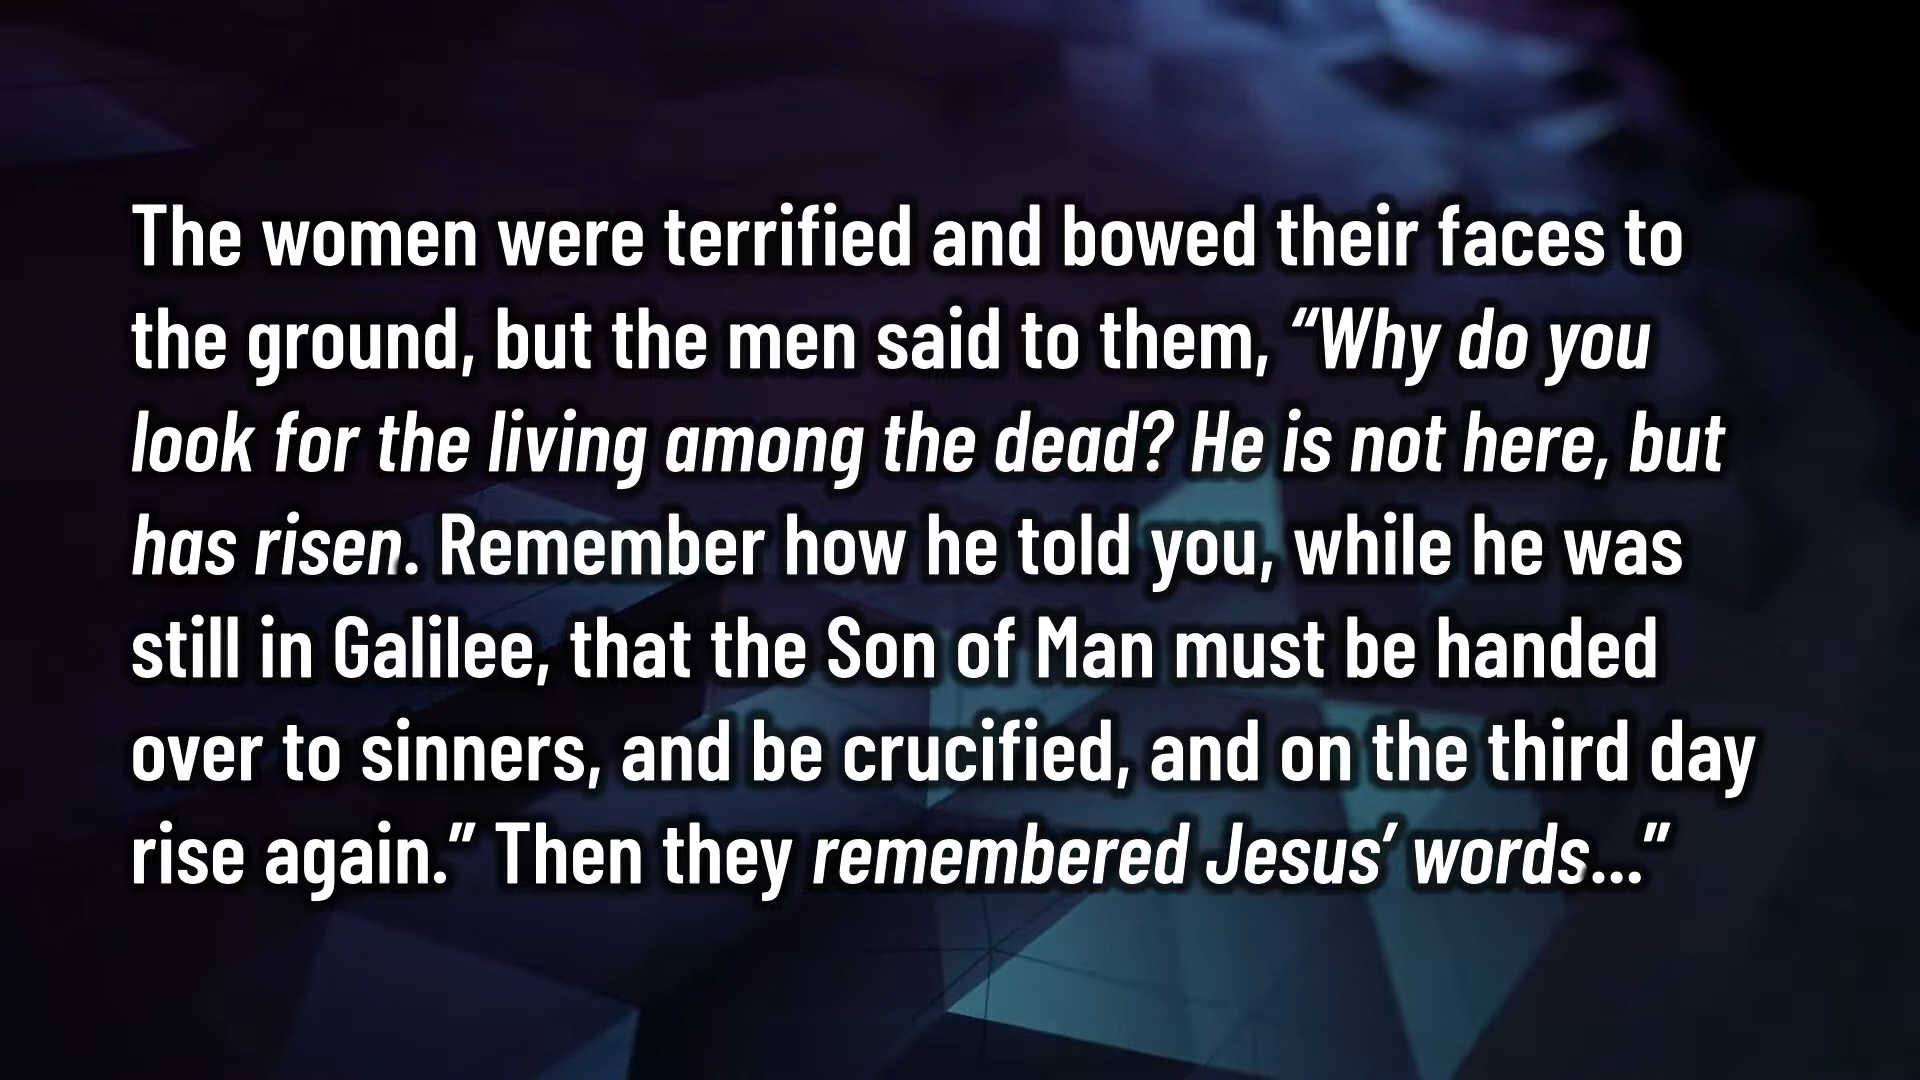 The women were terrified and bowed their faces to
the ground, but the men said to them, “Why do you
look for the living among the dead? He is not here, but
has risen. Remember how he told you, while he was
still in Galilee, that the Son of Man must be handed
over to sinners, and be crucified, and on the third day
rise again.” Then they remembered Jesus’ words...”